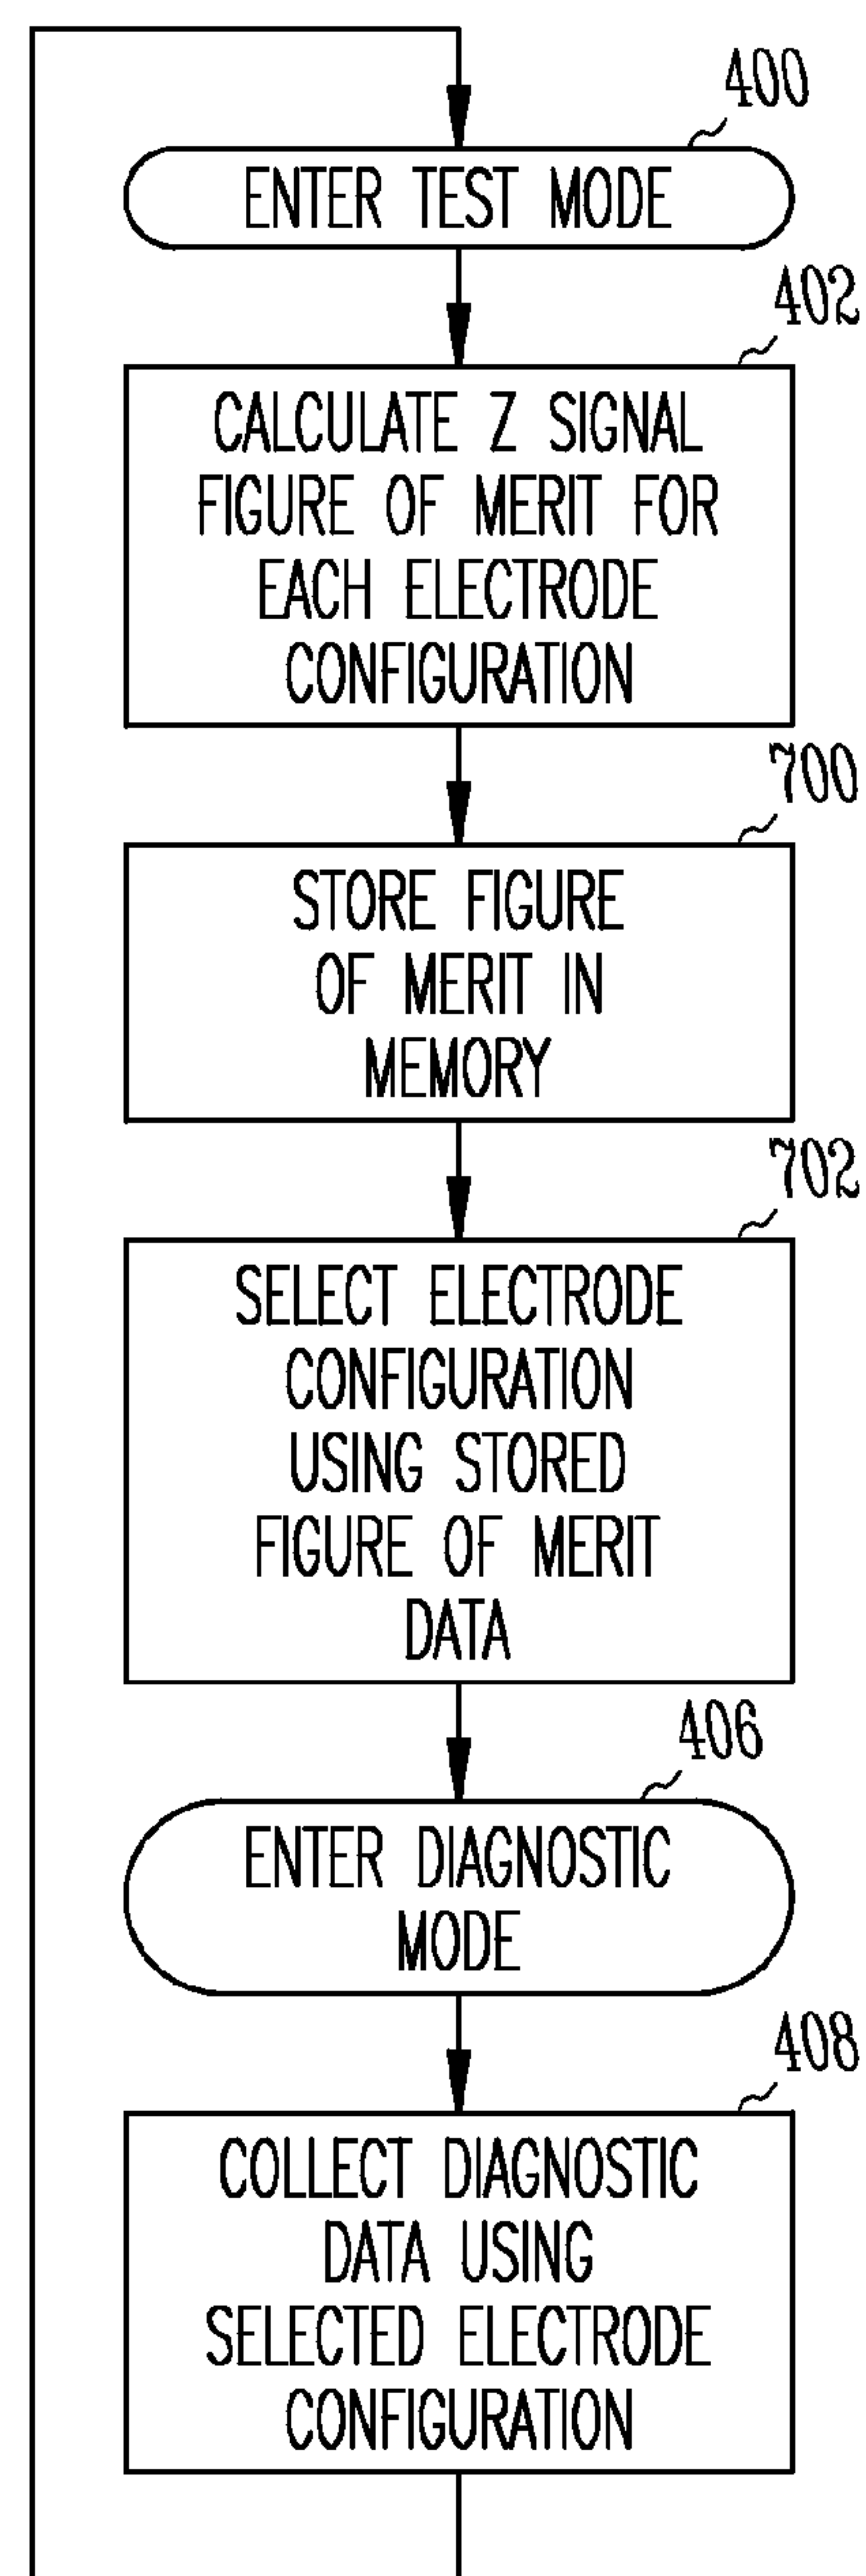 400
ENTER TEST MODE
402
CALCULATE Z SIGNAL
FIGURE OF MERIT FOR
EACH ELECTRODE
CONFIGURATION
700
STORE FIGURE
OF MERIT IN
MEMORY
702
SELECT ELECTRODE
CONFIGURATION
USING STORED
FIGURE OF MERIT
DATA
406
ENTER DIAGNOSTIC
MODE
408
COLLECT DIAGNOSTIC
DATA USING
SELECTED ELECTRODE
CONFIGURATION